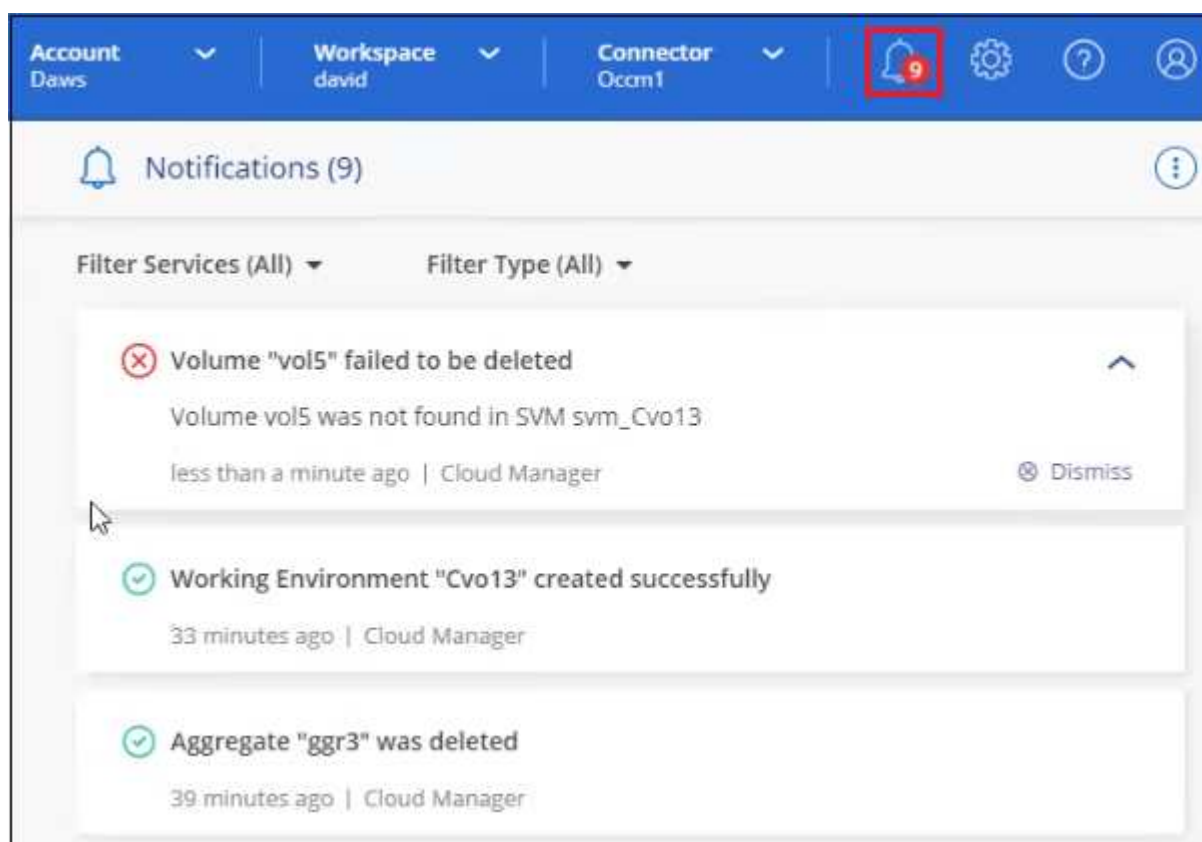 Account Workspace Connector
Daws david Occm1
9
Notifications (9)
Filter Services (All) Filter Type (All)
Volume "vol5" failed to be deleted
Volume vol5 was not found in SVM svm_Cvo13
less than a minute ago | Cloud Manager Dismiss
Working Environment "Cvo13" created successfully
33 minutes ago | Cloud Manager
Aggregate "ggr3" was deleted
39 minutes ago | Cloud Manager